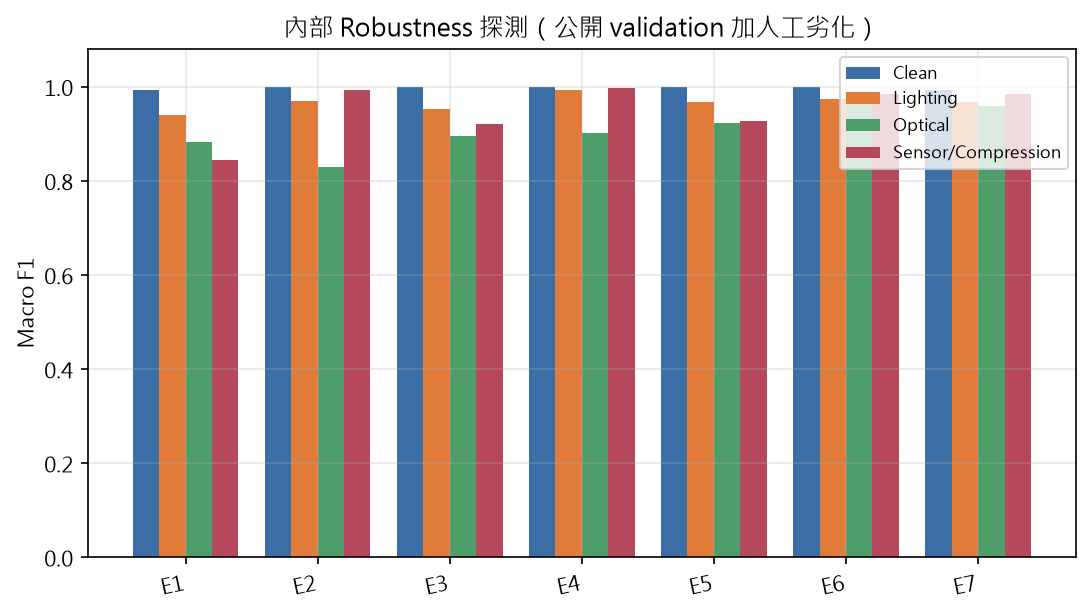 內部 Robustness 探測（公開 validation 加人工劣化）
Clean
Lighting
Optical
Sensor/Compression
Macro F1
1.0
0.8
0.6
0.4
0.2
0.0
E1 E2 E3 E4 E5 E6 E7